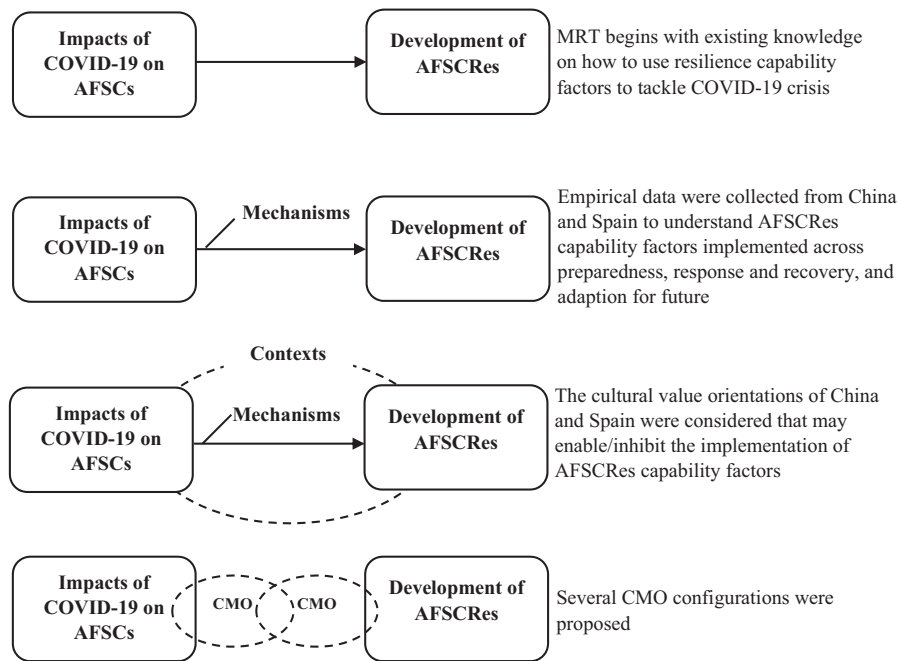 Impacts of
COVID-19 on
AFSCs
Development of
AFSCRes
MRT begins with existing knowledge
on how to use resilience capability
factors to tackle COVID-19 crisis
Impacts of
COVID-19 on
AFSCs
Mechanisms
Development of
AFSCRes
Empirical data were collected from China
and Spain to understand AFSCRes
capability factors implemented across
preparedness, response and recovery, and
adaption for future
Contexts
Impacts of
COVID-19 on
AFSCs
Mechanisms
Development of
AFSCRes
The cultural value orientations of China
and Spain were considered that may
enable/inhibit the implementation of
AFSCRes capability factors
Impacts of
COVID-19 on
AFSCs
CMO
CMO
Development of
AFSCRes
Several CMO configurations were
proposed